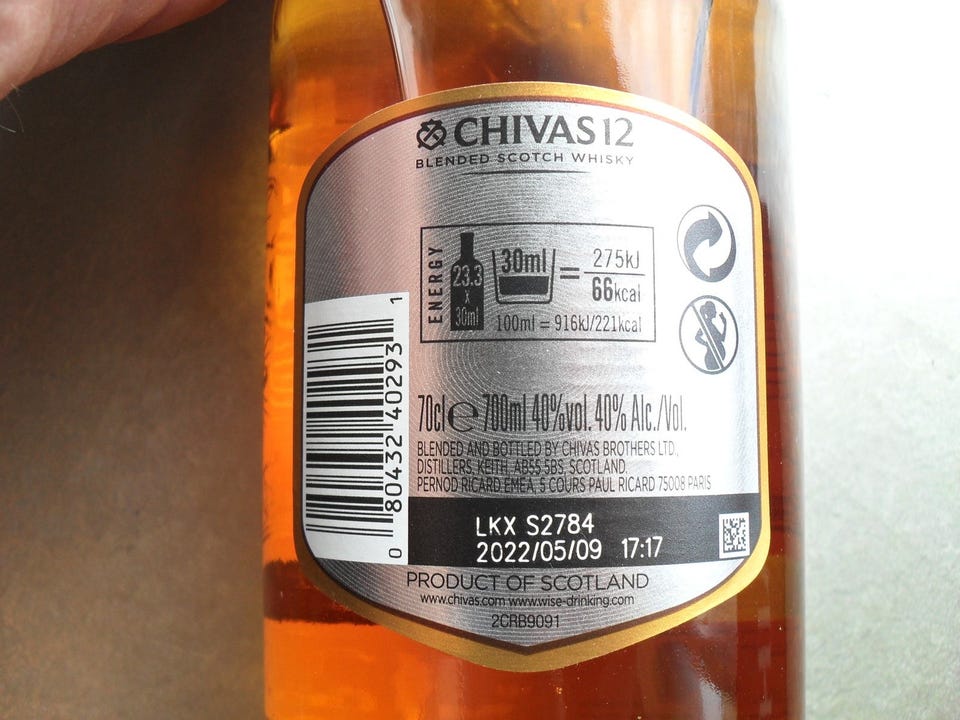 CHIVAS 12
BLENDED SCOTCH WHISKY
ENERGY
23.3
x
30ml
30ml
=
275kJ
66kcal
100ml = 916kJ/221kcal
70cl e 700ml 40%vol. 40% Alc./Vol.
BLENDED AND BOTTLED BY CHIVAS BROTHERS LTD.,
DISTILLERS, KEITH, AB55 5BS, SCOTLAND.
PERNOD RICARD EMEA, 5 COURS PAUL RICARD 75008 PARIS
0 80432 40293 1
LKX S2784
2022/05/09 17:17
PRODUCT OF SCOTLAND
www.chivas.com www.wise-drinking.com
2CRB9091